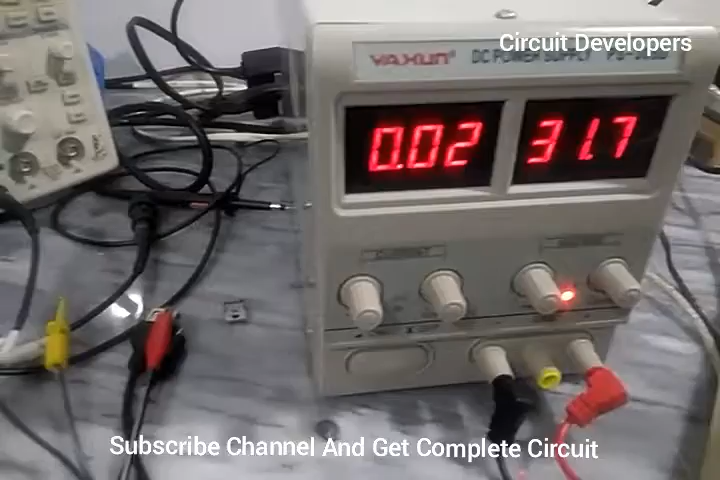 Circuit Developers
YAXUN DC POWER SUPPLY
0.02 31.7
Subscribe Channel And Get Complete Circuit